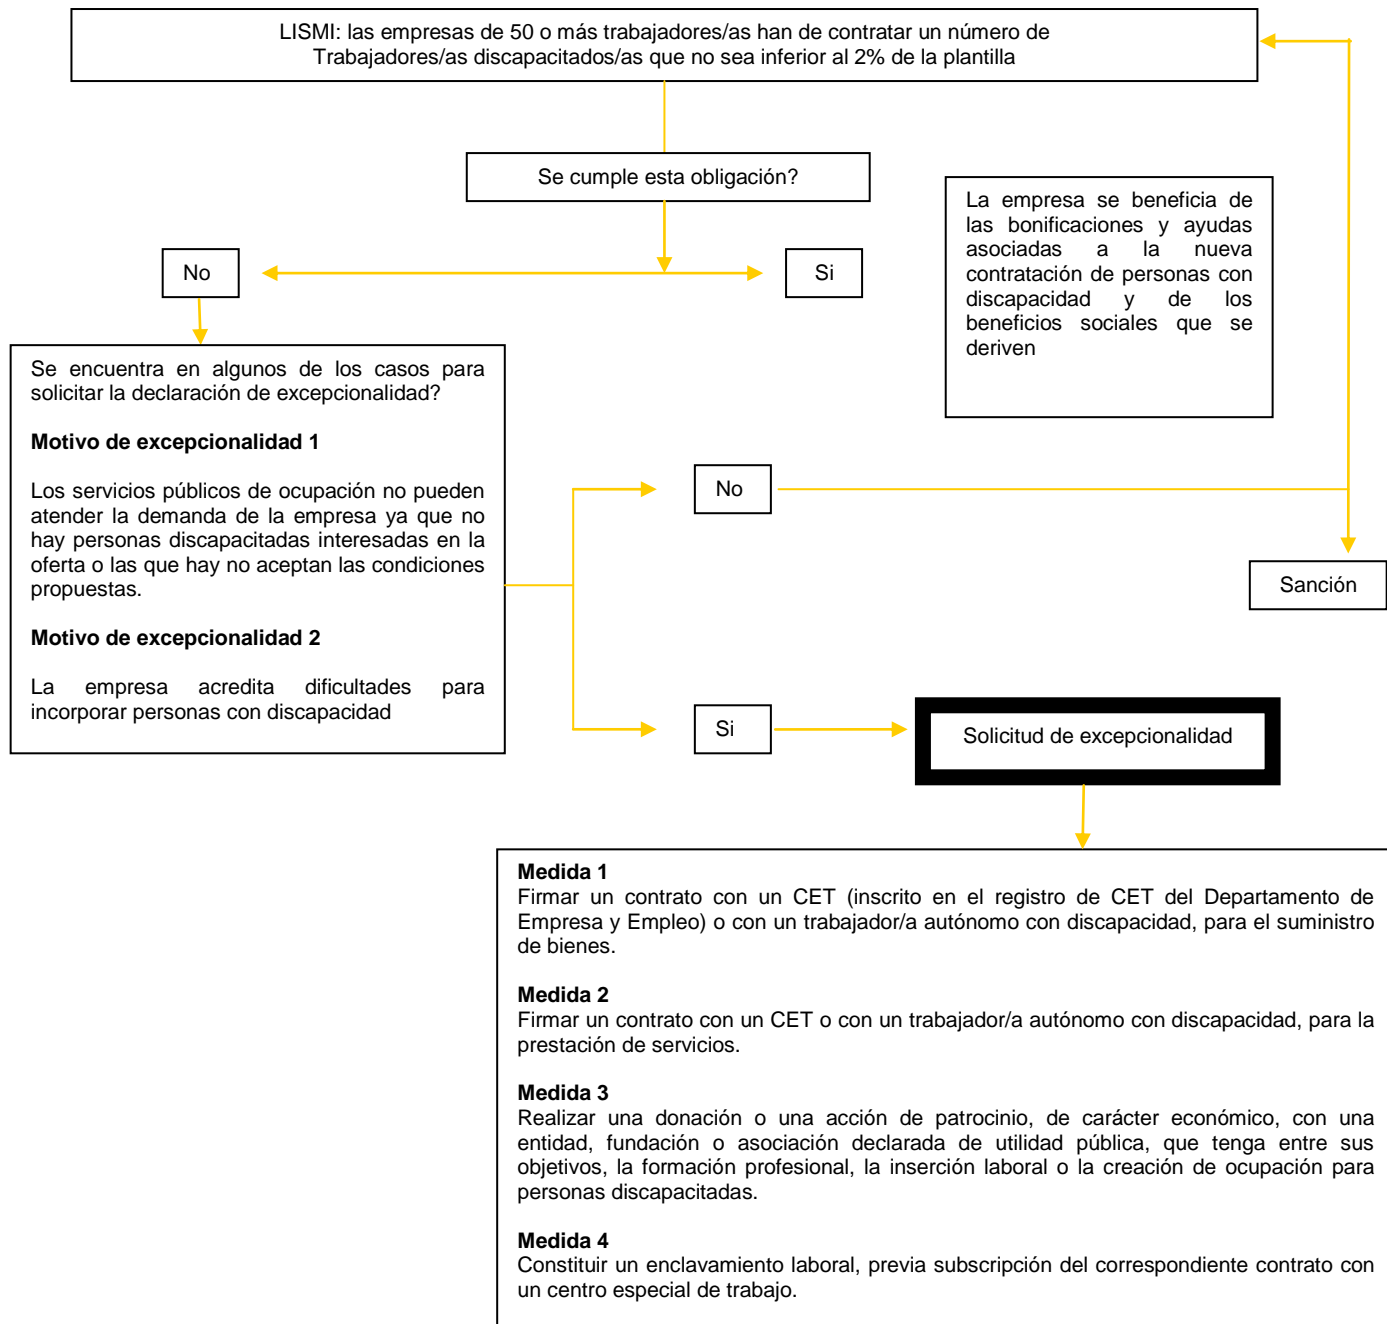 LISMI: las empresas de 50 o más trabajadores/as han de contratar un número de
Trabajadores/as discapacitados/as que no sea inferior al 2% de la plantilla
Se cumple esta obligación?
No
Si
La empresa se beneficia de
las bonificaciones y ayudas
asociadas a la nueva
contratación de personas con
discapacidad y de los
beneficios sociales que se
deriven
Se encuentra en algunos de los casos para
solicitar la declaración de excepcionalidad?
Motivo de excepcionalidad 1
Los servicios públicos de ocupación no pueden
atender la demanda de la empresa ya que no
hay personas discapacitadas interesadas en la
oferta o las que hay no aceptan las condiciones
propuestas.
Motivo de excepcionalidad 2
La empresa acredita dificultades para
incorporar personas con discapacidad
No
Sanción
Si
Solicitud de excepcionalidad
Medida 1
Firmar un contrato con un CET (inscrito en el registro de CET del Departamento de
Empresa y Empleo) o con un trabajador/a autónomo con discapacidad, para el suministro
de bienes.
Medida 2
Firmar un contrato con un CET o con un trabajador/a autónomo con discapacidad, para la
prestación de servicios.
Medida 3
Realizar una donación o una acción de patrocinio, de carácter económico, con una
entidad, fundación o asociación declarada de utilidad pública, que tenga entre sus
objetivos, la formación profesional, la inserción laboral o la creación de ocupación para
personas discapacitadas.
Medida 4
Constituir un enclavamiento laboral, previa subscripción del correspondiente contrato con
un centro especial de trabajo.